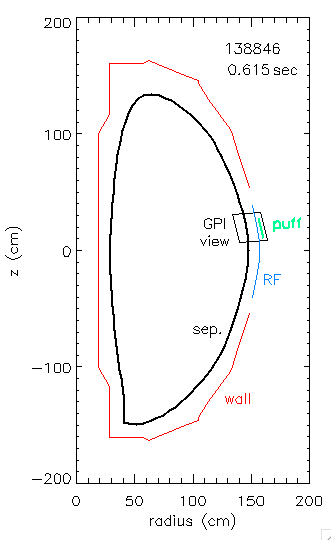 200
138846
0.615 sec
100
GPI
view
puff
z (cm)
0
RF
sep.
-100
wall
-200
0 50 100 150 200
radius (cm)